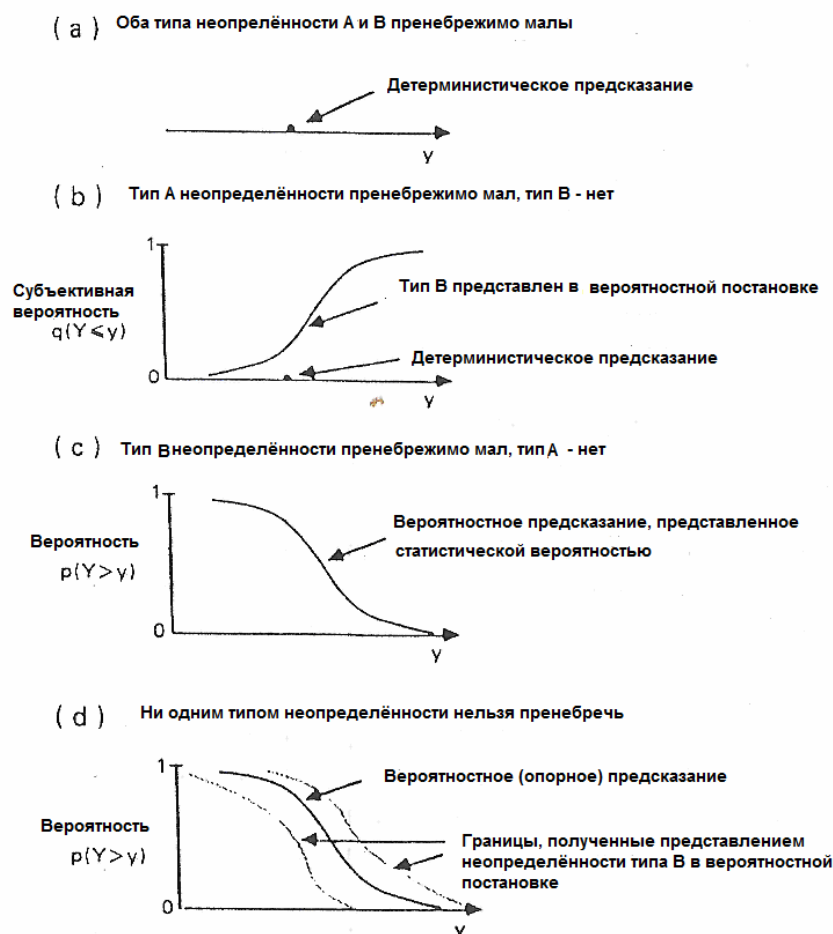 (a) Оба типа неопрелённости А и В пренебрежимо малы
Детерминистическое предсказание
y
(b) Тип А неопределённости пренебрежимо мал, тип В - нет
1
Субъективная
вероятность
q(Y⩽y)
Тип В представлен в вероятностной постановке
Детерминистическое предсказание
0
y
(c) Тип В неопределённости пренебрежимо мал, тип А - нет
1
Вероятность
p(Y>y)
Вероятностное предсказание, представленное
статистической вероятностью
0
y
(d) Ни одним типом неопределённости нельзя пренебречь
1
Вероятностное (опорное) предсказание
Вероятность
p(Y>y)
Границы, полученные представлением
неопределённости типа В в вероятностной
постановке
0
y